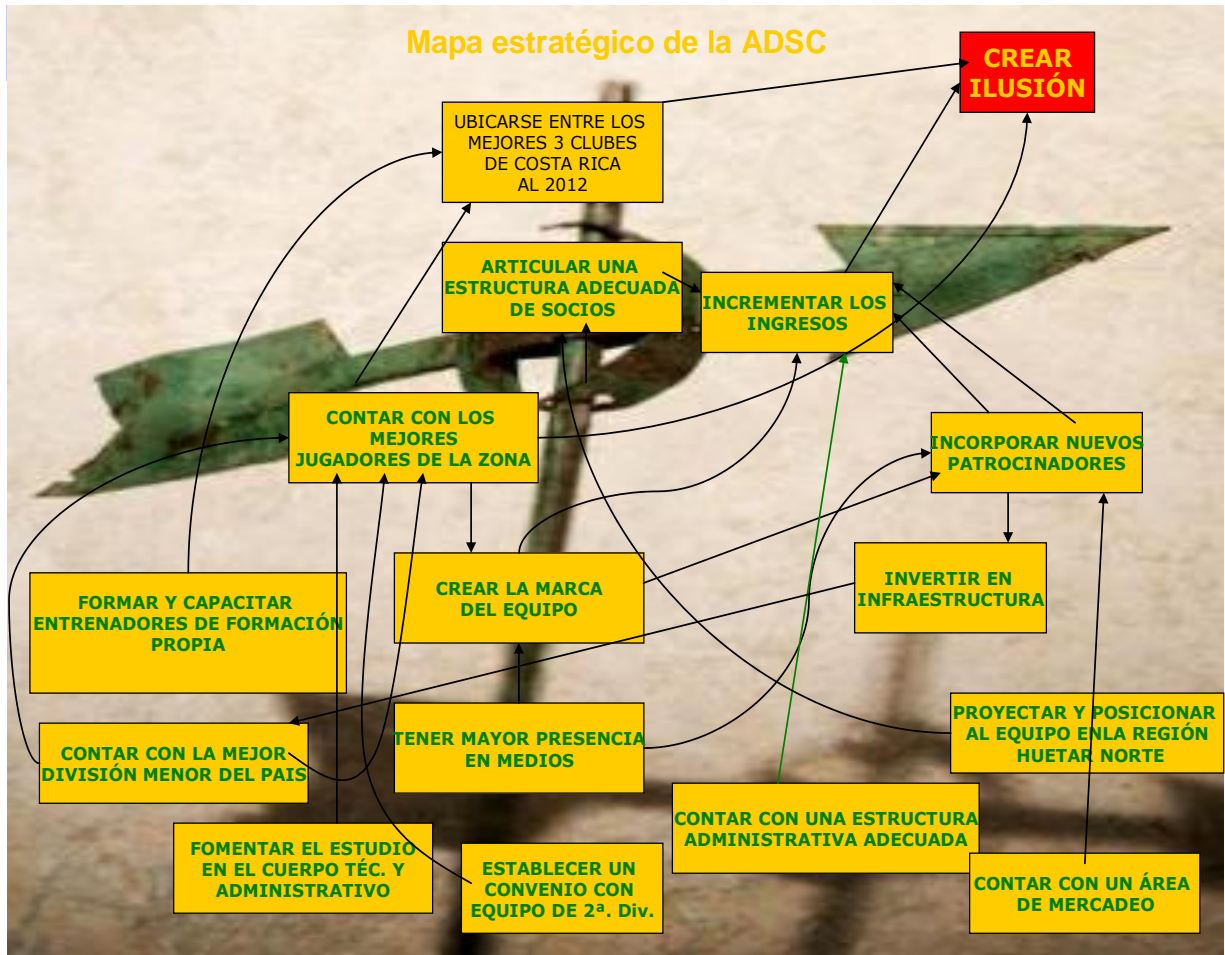 Mapa estratégico de la ADSC
CREAR
ILUSIÓN
UBICARSE ENTRE LOS
MEJORES 3 CLUBES
DE COSTA RICA
AL 2012
ARTICULAR UNA
ESTRUCTURA ADECUADA
DE SOCIOS
INCREMENTAR LOS
INGRESOS
CONTAR CON LOS
MEJORES
JUGADORES DE LA ZONA
INCORPORAR NUEVOS
PATROCINADORES
CREAR LA MARCA
DEL EQUIPO
INVERTIR EN
INFRAESTRUCTURA
FORMAR Y CAPACITAR
ENTRENADORES DE FORMACIÓN
PROPIA
CONTAR CON LA MEJOR
DIVISIÓN MENOR DEL PAIS
TENER MAYOR PRESENCIA
EN MEDIOS
PROYECTAR Y POSICIONAR
AL EQUIPO ENLA REGIÓN
HUETAR NORTE
CONTAR CON UNA ESTRUCTURA
ADMINISTRATIVA ADECUADA
FOMENTAR EL ESTUDIO
EN EL CUERPO TÉC. Y
ADMINISTRATIVO
ESTABLECER UN
CONVENIO CON
EQUIPO DE 2ª. Div.
CONTAR CON UN ÁREA
DE MERCADEO